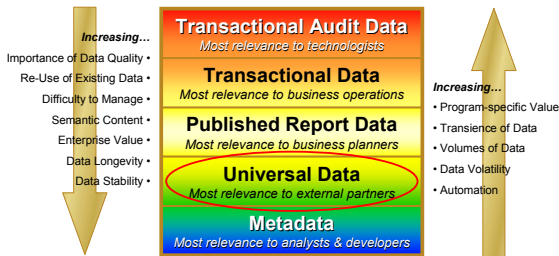 Increasing...
Importance of Data Quality •
Re-Use of Existing Data •
Difficulty to Manage •
Semantic Content •
Enterprise Value •
Data Longevity •
Data Stability •
Transactional Audit Data
Most relevance to technologists
Transactional Data
Most relevance to business operations
Published Report Data
Most relevance to business planners
Universal Data
Most relevance to external partners
Metadata
Most relevance to analysts & developers
Increasing...
• Program-specific Value
• Transience of Data
• Volumes of Data
• Data Volatility
• Automation